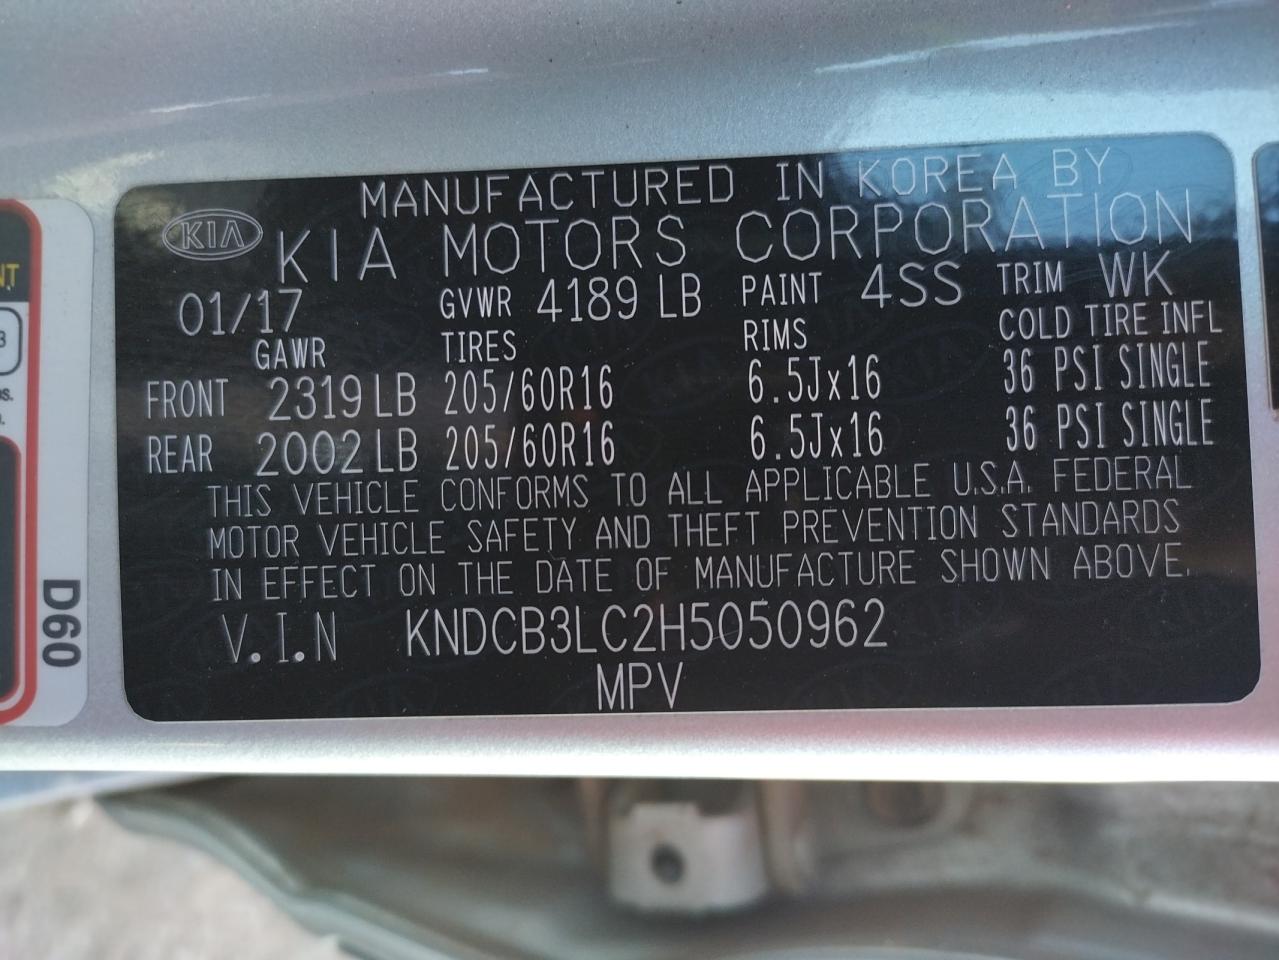 MANUFACTURED IN KOREA BY
KIA KIA MOTORS CORPORATION
01/17 GVWR 4189 LB PAINT 4SS TRIM WK
GAWR TIRES RIMS COLD TIRE INFL
FRONT 2319 LB 205/60R16 6.5Jx16 36 PSI SINGLE
REAR 2002 LB 205/60R16 6.5Jx16 36 PSI SINGLE
THIS VEHICLE CONFORMS TO ALL APPLICABLE U.S.A. FEDERAL
MOTOR VEHICLE SAFETY AND THEFT PREVENTION STANDARDS
IN EFFECT ON THE DATE OF MANUFACTURE SHOWN ABOVE.
V.I.N KNDCB3LC2H5050962
MPV
D60